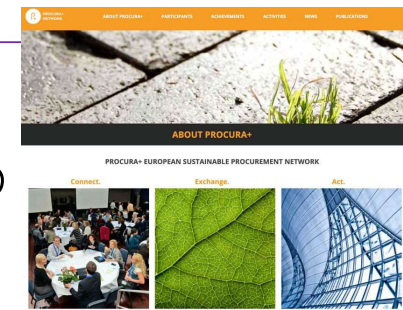 PROCURA+
NETWORK
ABOUT PROCURA+ PARTICIPANTS ACHIEVEMENTS ACTIVITIES NEWS PUBLICATIONS
ABOUT PROCURA+
PROCURA+ EUROPEAN SUSTAINABLE PROCUREMENT NETWORK
)
Connect. Exchange. Act.